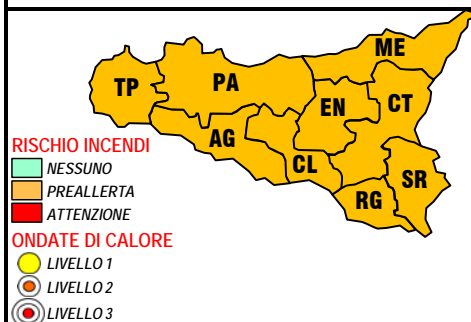 ME
TP
PA
EN
CT
AG
CL
SR
RG
RISCHIO INCENDI
NESSUNO
PREALLERTA
ATTENZIONE
ONDATE DI CALORE
LIVELLO 1
LIVELLO 2
LIVELLO 3